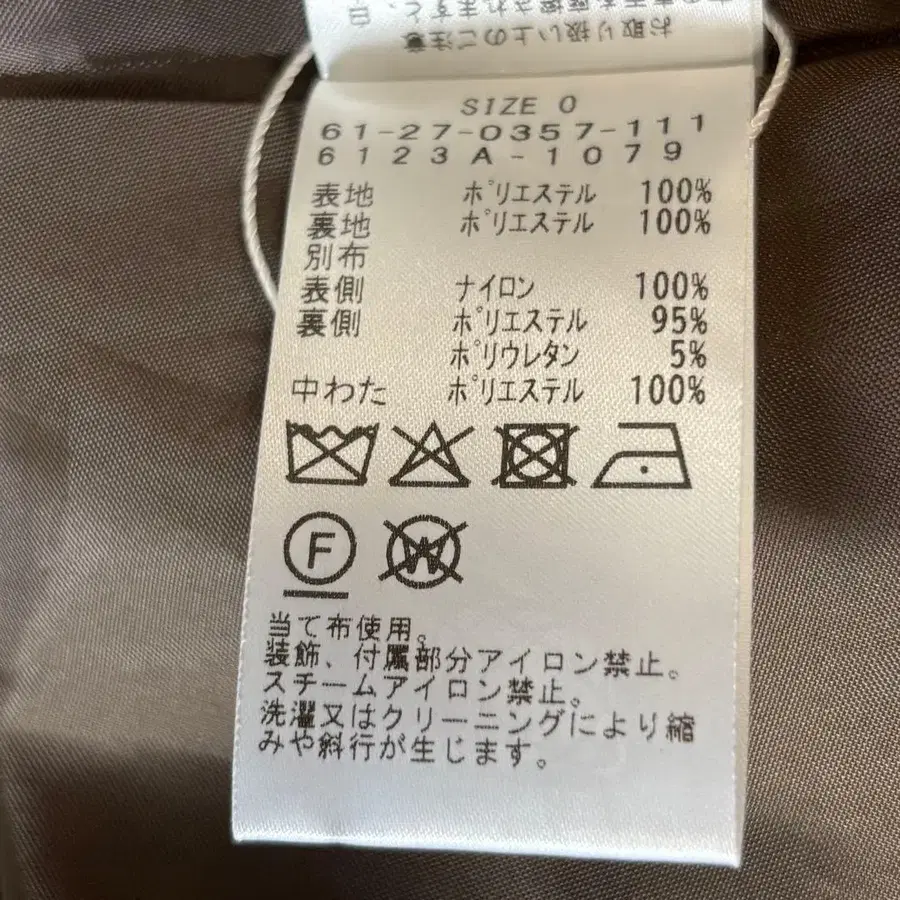 お取り扱い上のご注意
SIZE 0
61-27-0357-111
6123A-1079
表地 ポリエステル 100%
裏地 ポリエステル 100%
別布
表側 ナイロン 100%
裏側 ポリエステル 95%
ポリウレタン 5%
中わた ポリエステル 100%
F W
当て布使用。
装飾、付属部分アイロン禁止。
スチームアイロン禁止。
洗濯又はクリーニングにより縮
みや斜行が生じます。